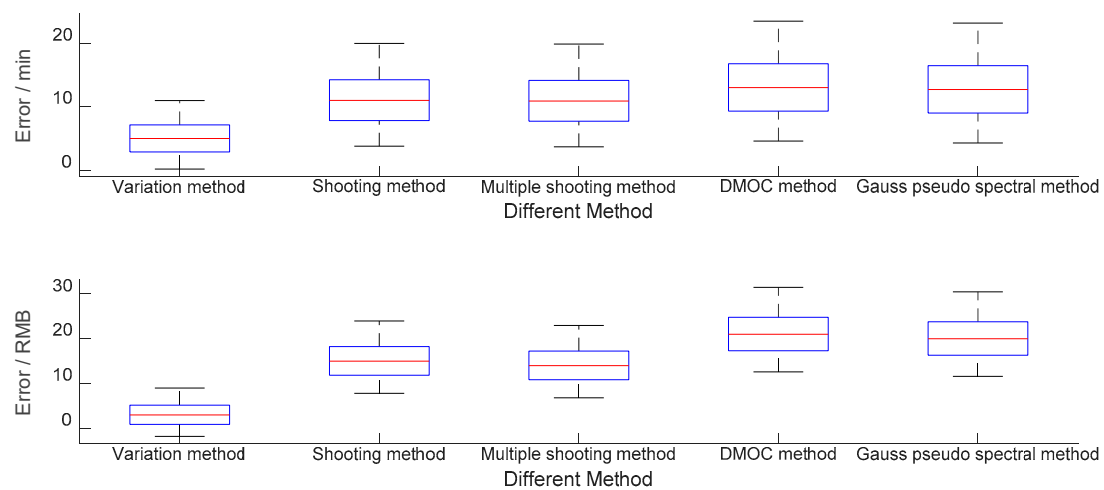 Error / min
20
10
0
Variation method Shooting method Multiple shooting method DMOC method Gauss pseudo spectral method
Different Method
Error / RMB
30
20
10
0
Variation method Shooting method Multiple shooting method DMOC method Gauss pseudo spectral method
Different Method